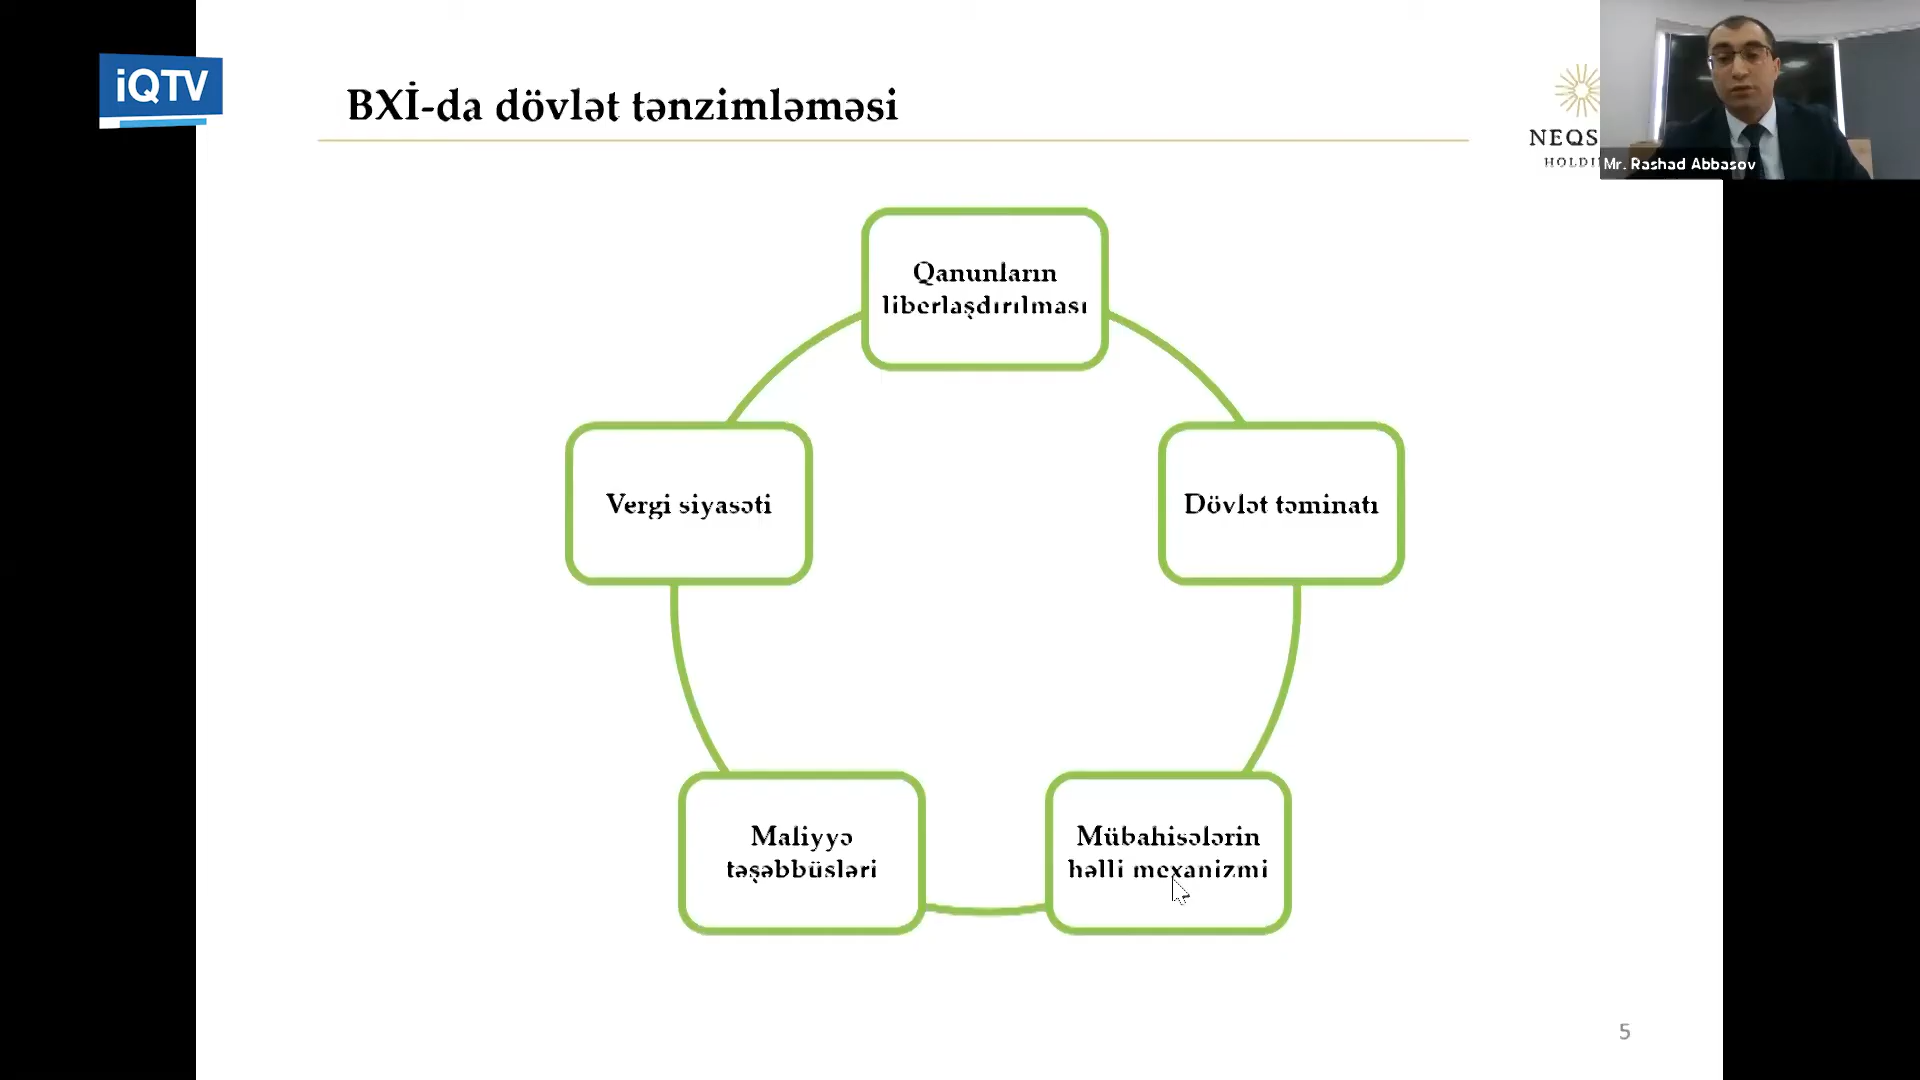 iQTV
BXİ-da dövlət tənzimləməsi
NEQS
HOLDI
Mr. Rashad Abbasov
Qanunların
liberlaşdırılması
Vergi siyasəti
Dövlət təminatı
Maliyyə
təşəbbüsləri
Mübahisələrin
həlli mexanizmi
5